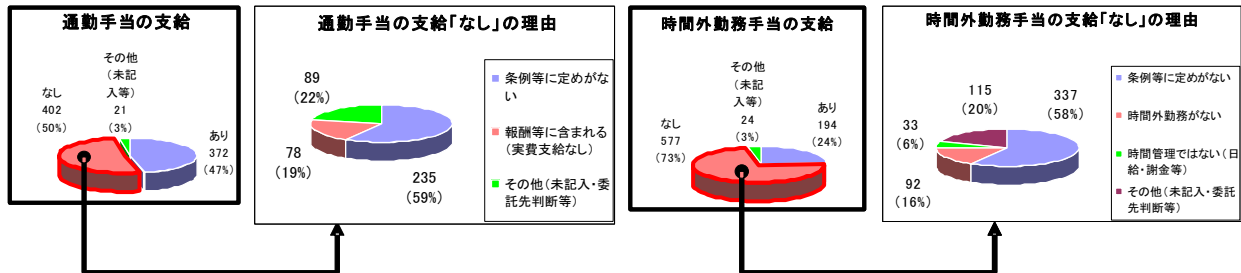 通勤手当の支給
その他
(未記
入等)
21
(3%)
なし
402
(50%)
あり
372
(47%)
通勤手当の支給「なし」の理由
89
(22%)
78
(19%)
235
(59%)
条例等に定めがな
い
報酬等に含まれる
(実費支給なし)
その他(未記入・委
託先判断等)
時間外勤務手当の支給
その他
(未記
入等)
24
(3%)
なし
577
(73%)
あり
194
(24%)
時間外勤務手当の支給「なし」の理由
115
(20%)
337
(58%)
33
(6%)
92
(16%)
条例等に定めがない
時間外勤務がない
時間管理ではない(日
給・謝金等)
その他(未記入・委託
先判断等)